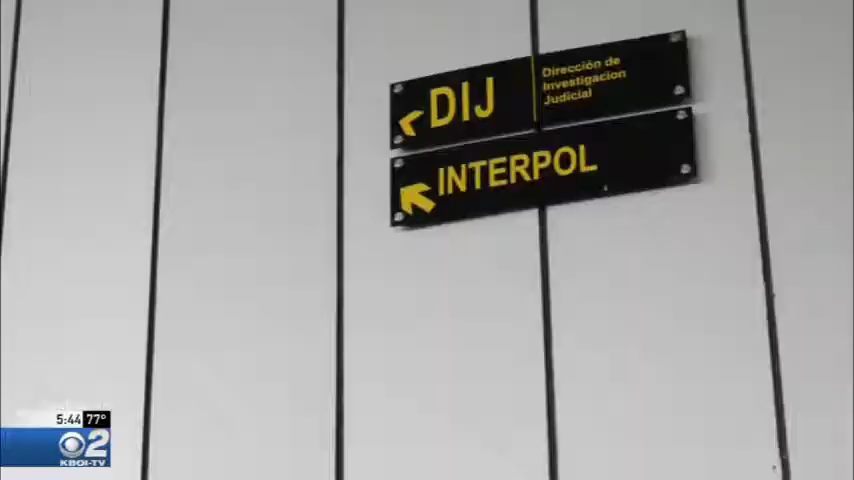 DIJ
Dirección de
Investigacion
Judicial
INTERPOL
5:44 77°
2
KBOI-TV